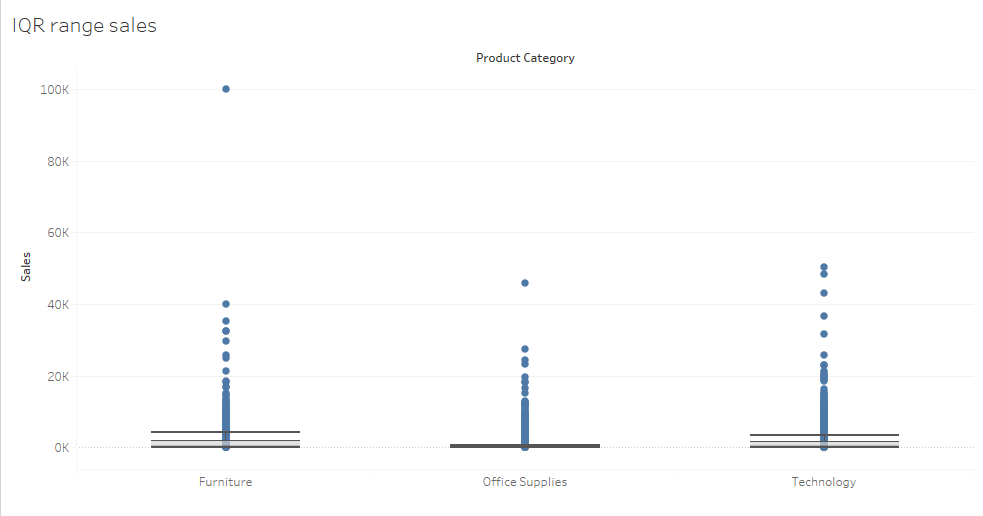 IQR range sales
Product Category
100K
80K
60K
Sales
40K
20K
0K
Furniture Office Supplies Technology